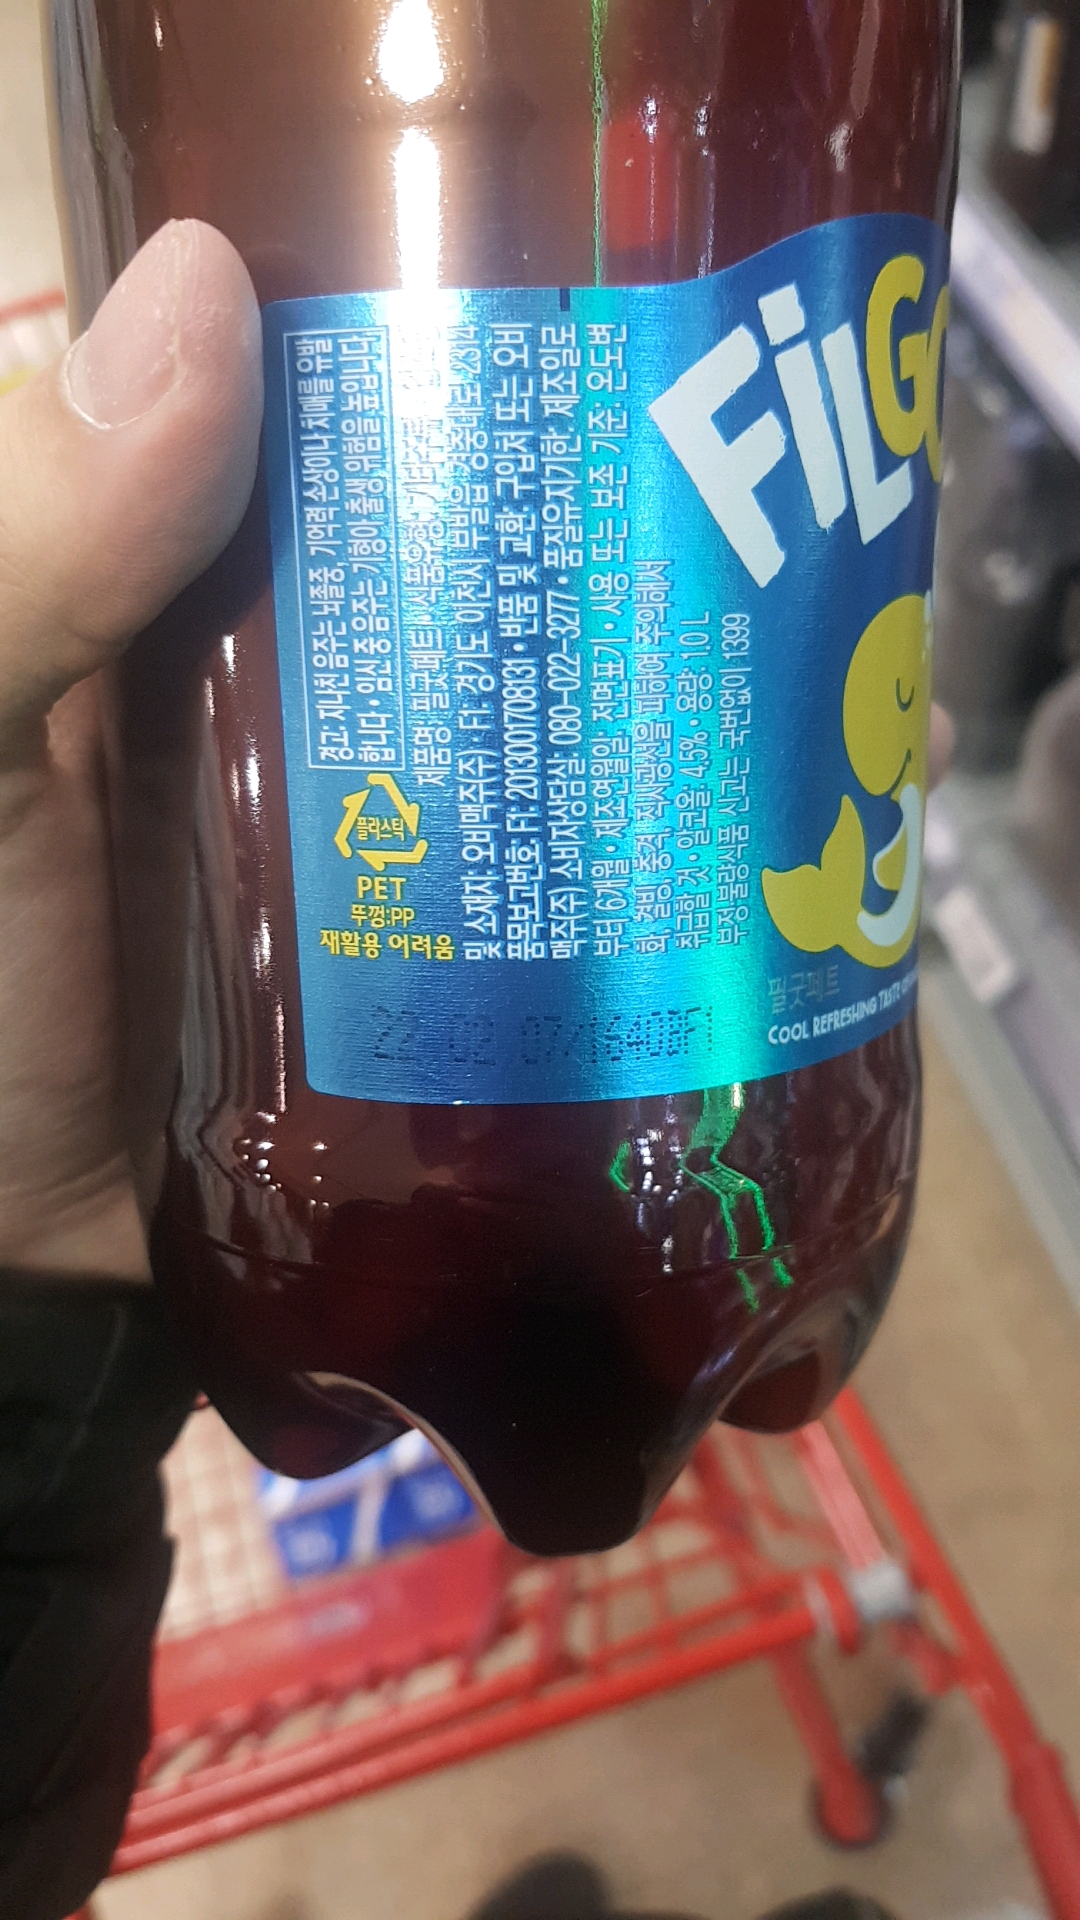 경고: 지나친 음주는 뇌졸중, 기억력 손상이나 치매를 유발
합니다 • 임신 중 음주는 기형아 출생 위험을 높입니다.
제품명: 필굿페트 • 식품유형: 기타주류
및 소재지: 오비맥주(주) • F1: 경기도 이천시 부발읍 경충대로 2314
품목보고번호: F1: 2013001708131 • 반품 및 교환: 구입처 또는 오비
맥주(주) 소비자상담실: 080-022-3277 • 품질유지기한: 제조일로
부터 6개월 • 제조연월일: 전면표기 • 사용 또는 보존 기준: 온도변
화, 결빙, 충격, 직사광선을 피하여 주의해서
취급할 것 • 알코올: 4.5% • 용량: 1.0 L
부정·불량식품 신고는 국번없이 1399
플라스틱
PET
뚜껑:PP
재활용 어려움
FiLG
필굿페트
COOL REFRESHING TASTE